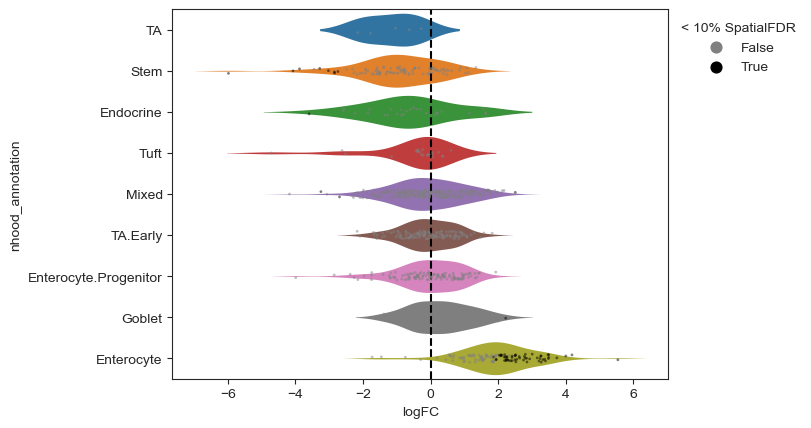 < 10% SpatialFDR
False
True
nhood_annotation
TA
Stem
Endocrine
Tuft
Mixed
TA.Early
Enterocyte.Progenitor
Goblet
Enterocyte
−6 −4 −2 0 2 4 6
logFC